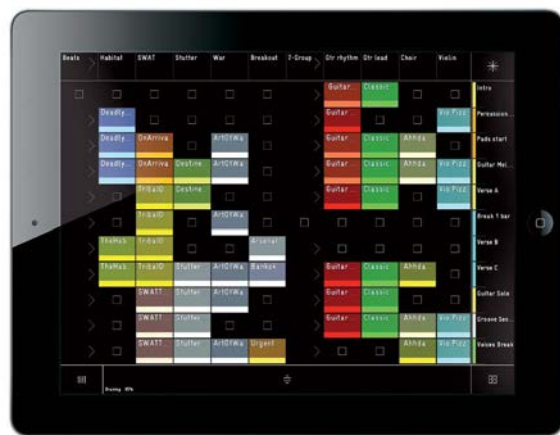 Beats Habitat SWAT Stutter War Breakout 7-Group Gtr rhythm Gtr lead Choir Violin
Guitar... Classic Intro
Deadly... Guitar... Vio Pizz Percussion...
Deadly... OnArriva ArtOfWa Guitar... Classic Ahhda Pads start
Deadly... OnArriva Destine ArtOfWa Guitar... Classic Ahhda Vio Pizz Guitar Mel...
TribalD Destine Guitar... Classic Vio Pizz Verse A
TribalD ArtOfWa Break 1 bar
TheHab... TribalD Arsenal Verse B
TheHab... TribalD Stutter ArtOfWa Bankok Guitar Classic Ahhda Verse C
SWATT... Stutter ArtOfWa Guitar Classic Guitar Solo
SWATT Stutter Guitar Classic Ahhda Vio Pizz Groove Sec...
SWATT... Stutter ArtOfWa Urgent Ahhda Vio Pizz Voices Break